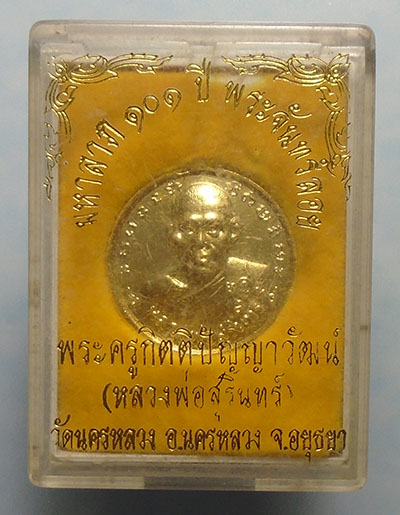 มหาลาภ ๑๐๑ ปี พระจันทร์ลอย
พระครูกิตติปัญญาวัฒน์
(หลวงพ่อสุรินทร์)
วัดนครหลวง อ.นครหลวง จ.อยุธยา